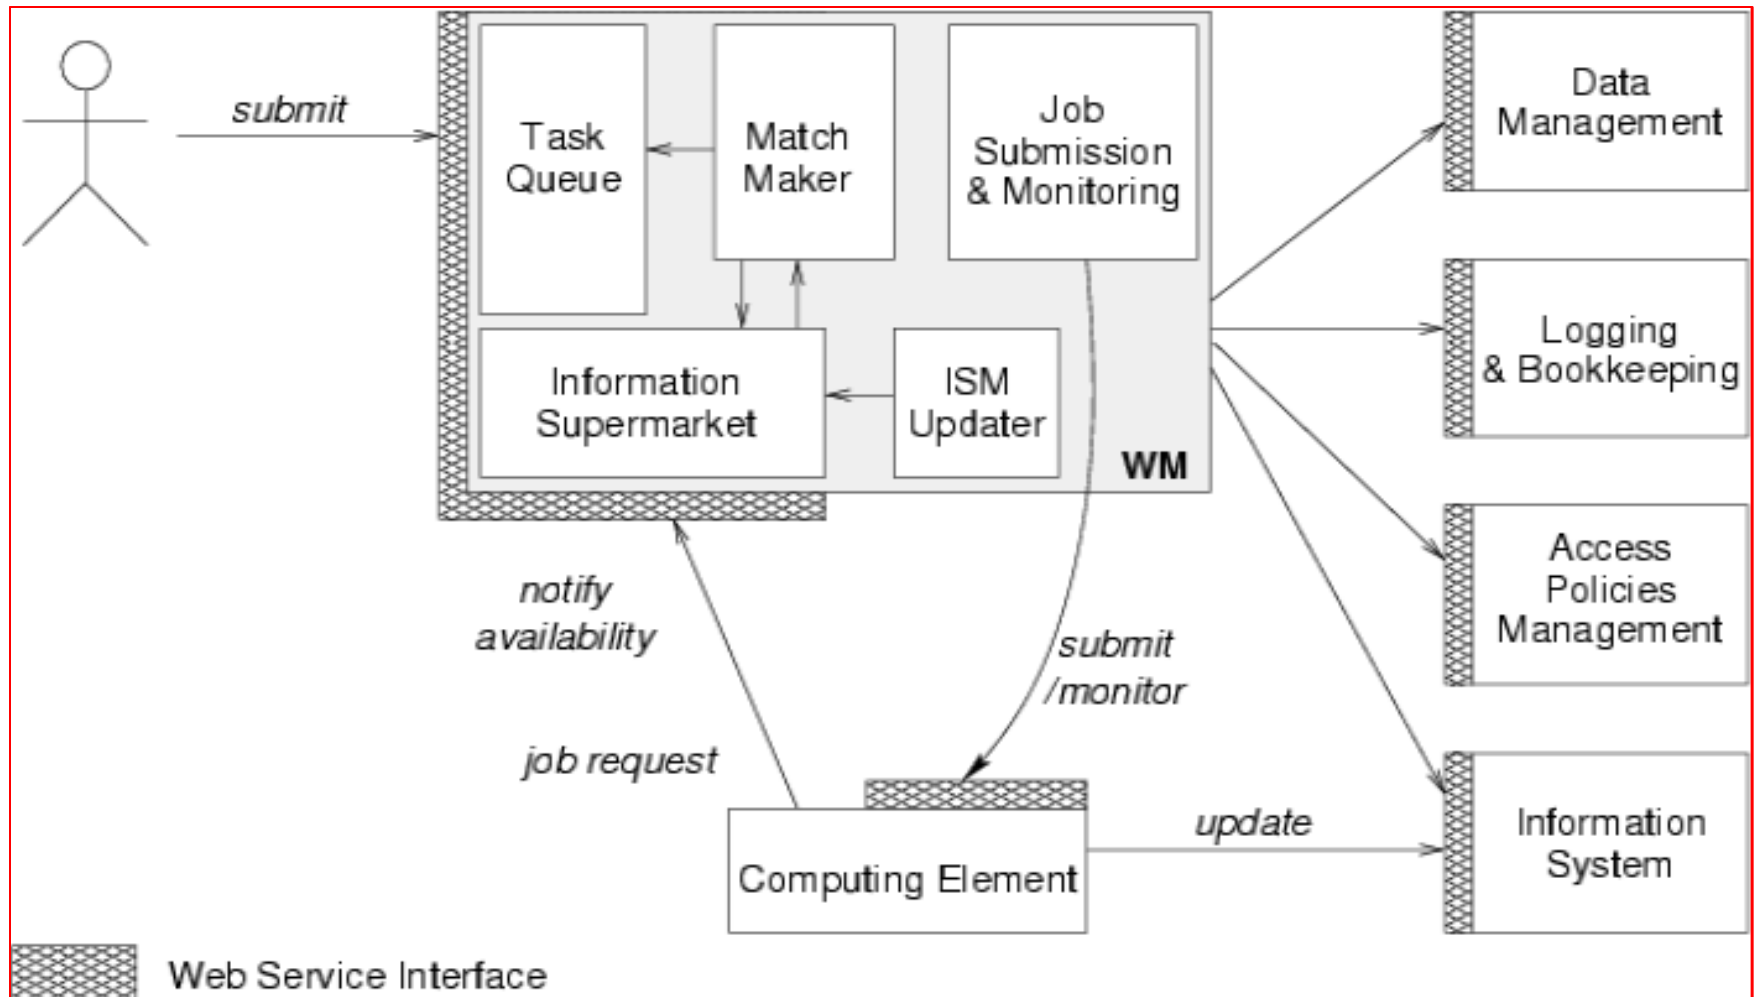 submit
Task
Queue
Match
Maker
Job
Submission
& Monitoring
Information
Supermarket
ISM
Updater
WM
Data
Management
Logging
& Bookkeeping
Access
Policies
Management
Information
System
notify
availability
job request
submit
/monitor
update
Computing Element
Web Service Interface